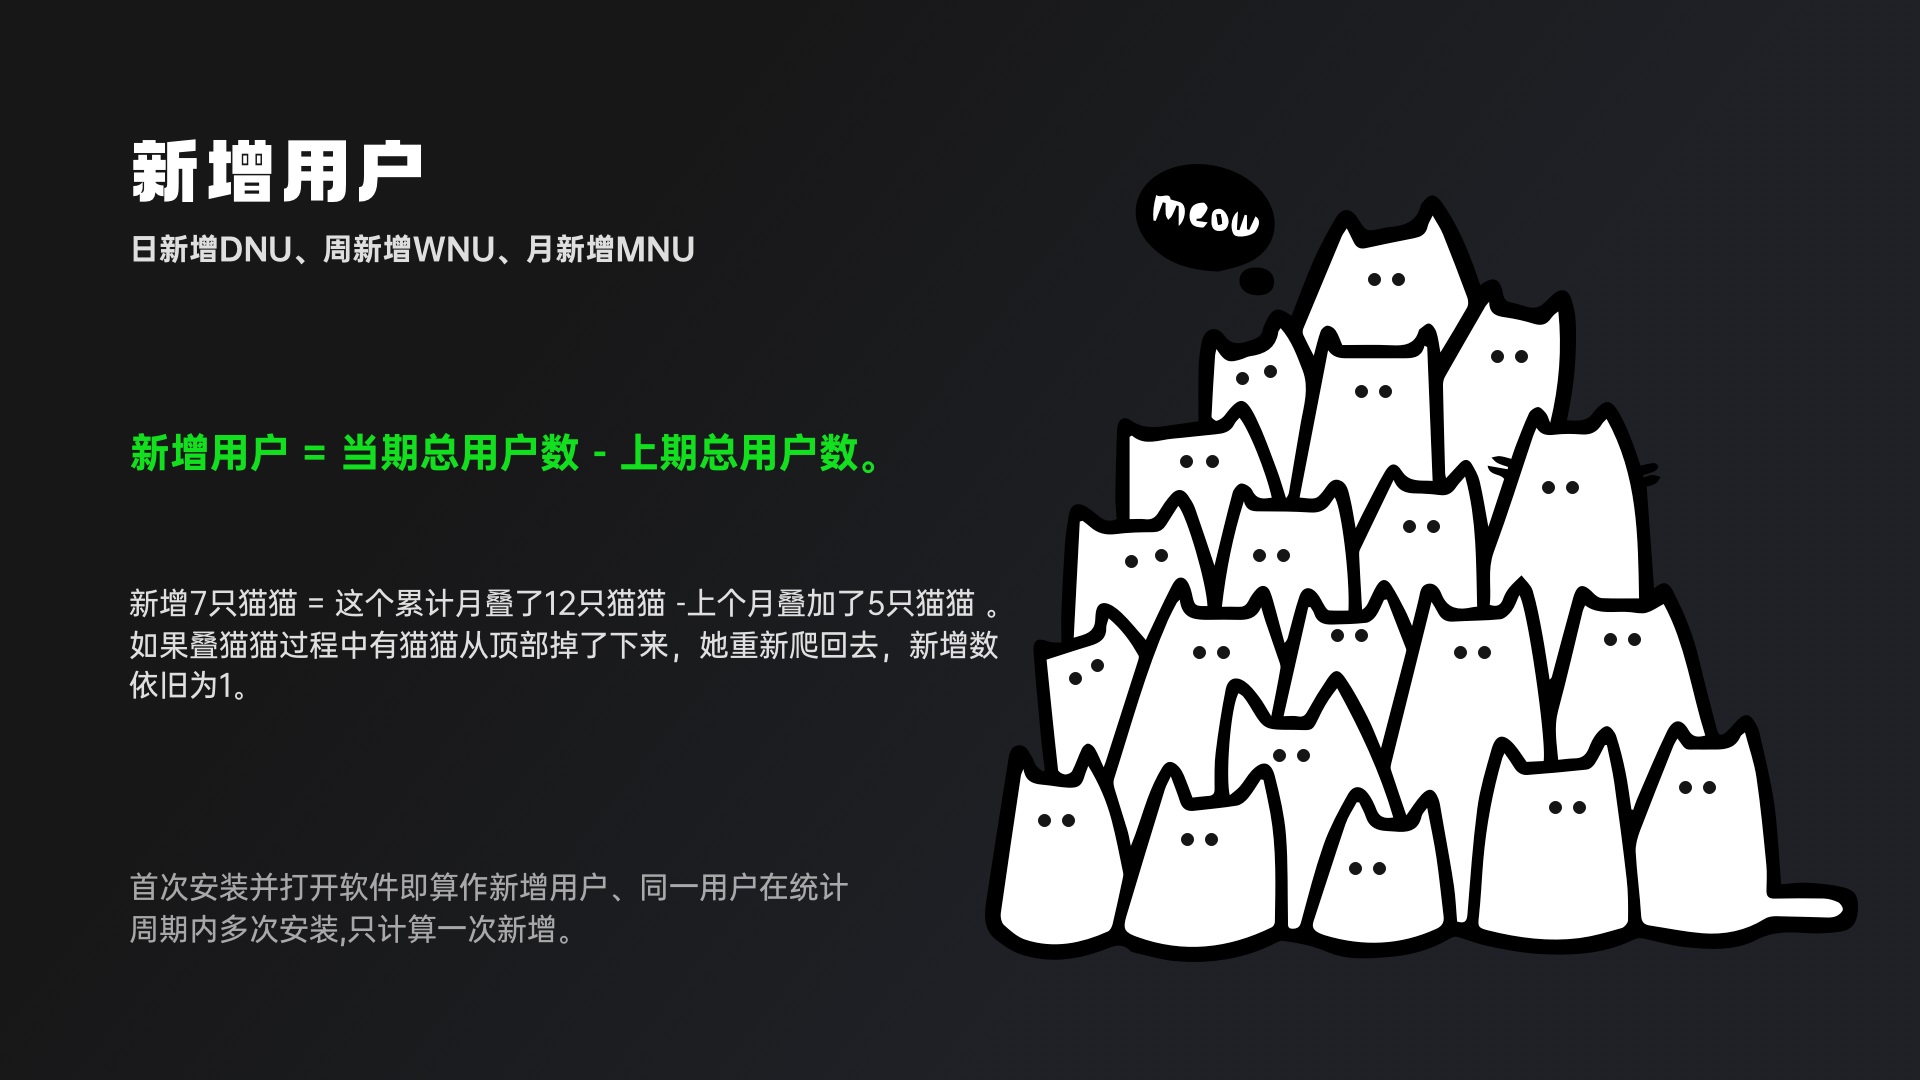 新增用户
日新增DNU、周新增WNU、月新增MNU
meow
新增用户 = 当期总用户数 - 上期总用户数。
新增7只猫猫 = 这个累计月叠了12只猫猫 -上个月叠加了5只猫猫 。
如果叠猫猫过程中有猫猫从顶部掉了下来，她重新爬回去，新增数
依旧为1。
首次安装并打开软件即算作新增用户、同一用户在统计
周期内多次安装,只计算一次新增。